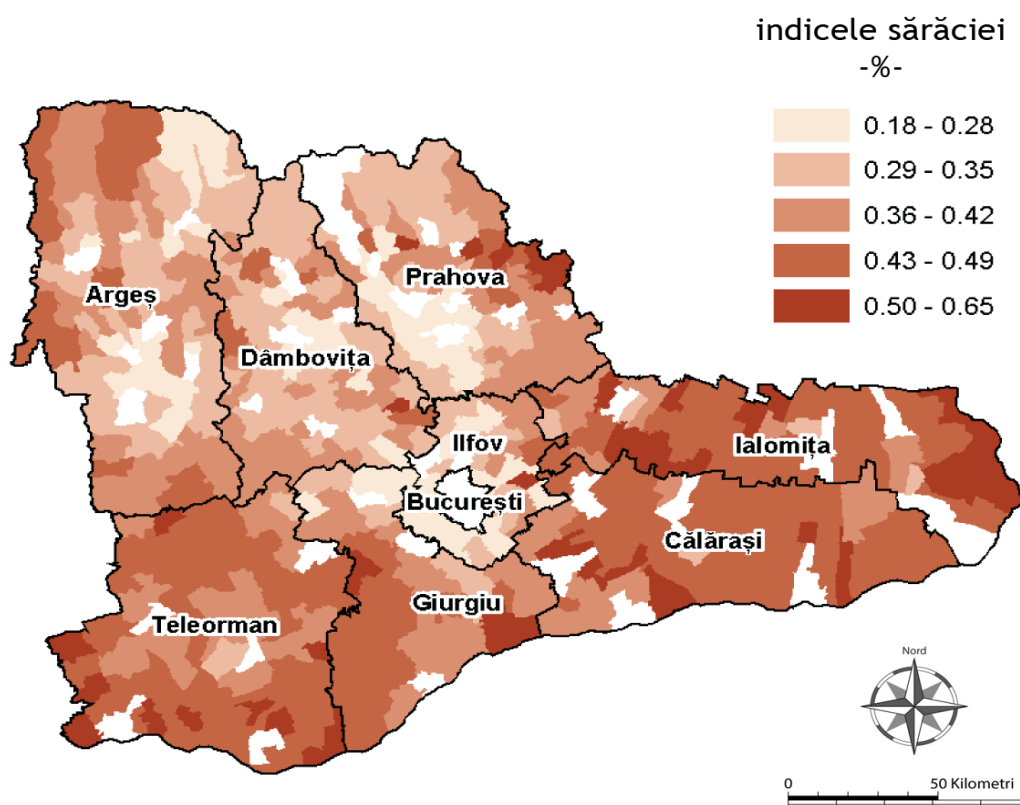 indicele sărăciei
-%-
0.18 - 0.28
0.29 - 0.35
0.36 - 0.42
0.43 - 0.49
0.50 - 0.65
Prahova
Argeș
Dâmbovița
Ilfov
Ialomița
București
Călărași
Giurgiu
Teleorman
Nord
0 50 Kilometri